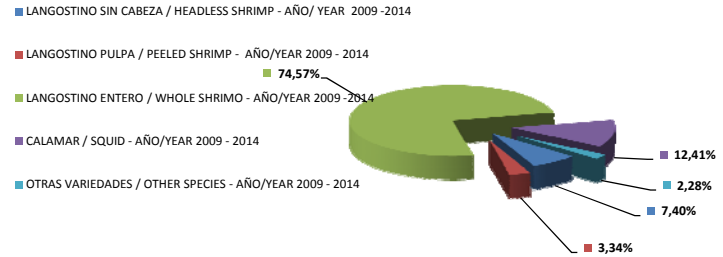 LANGOSTINO SIN CABEZA / HEADLESS SHRIMP - AÑO/ YEAR 2009 -2014
LANGOSTINO PULPA / PEELED SHRIMP - AÑO/YEAR 2009 - 2014
74,57%
LANGOSTINO ENTERO / WHOLE SHRIMO - AÑO/YEAR 2009 -2014
CALAMAR / SQUID - AÑO/YEAR 2009 - 2014
12,41%
OTRAS VARIEDADES / OTHER SPECIES - AÑO/YEAR 2009 - 2014
2,28%
7,40%
3,34%